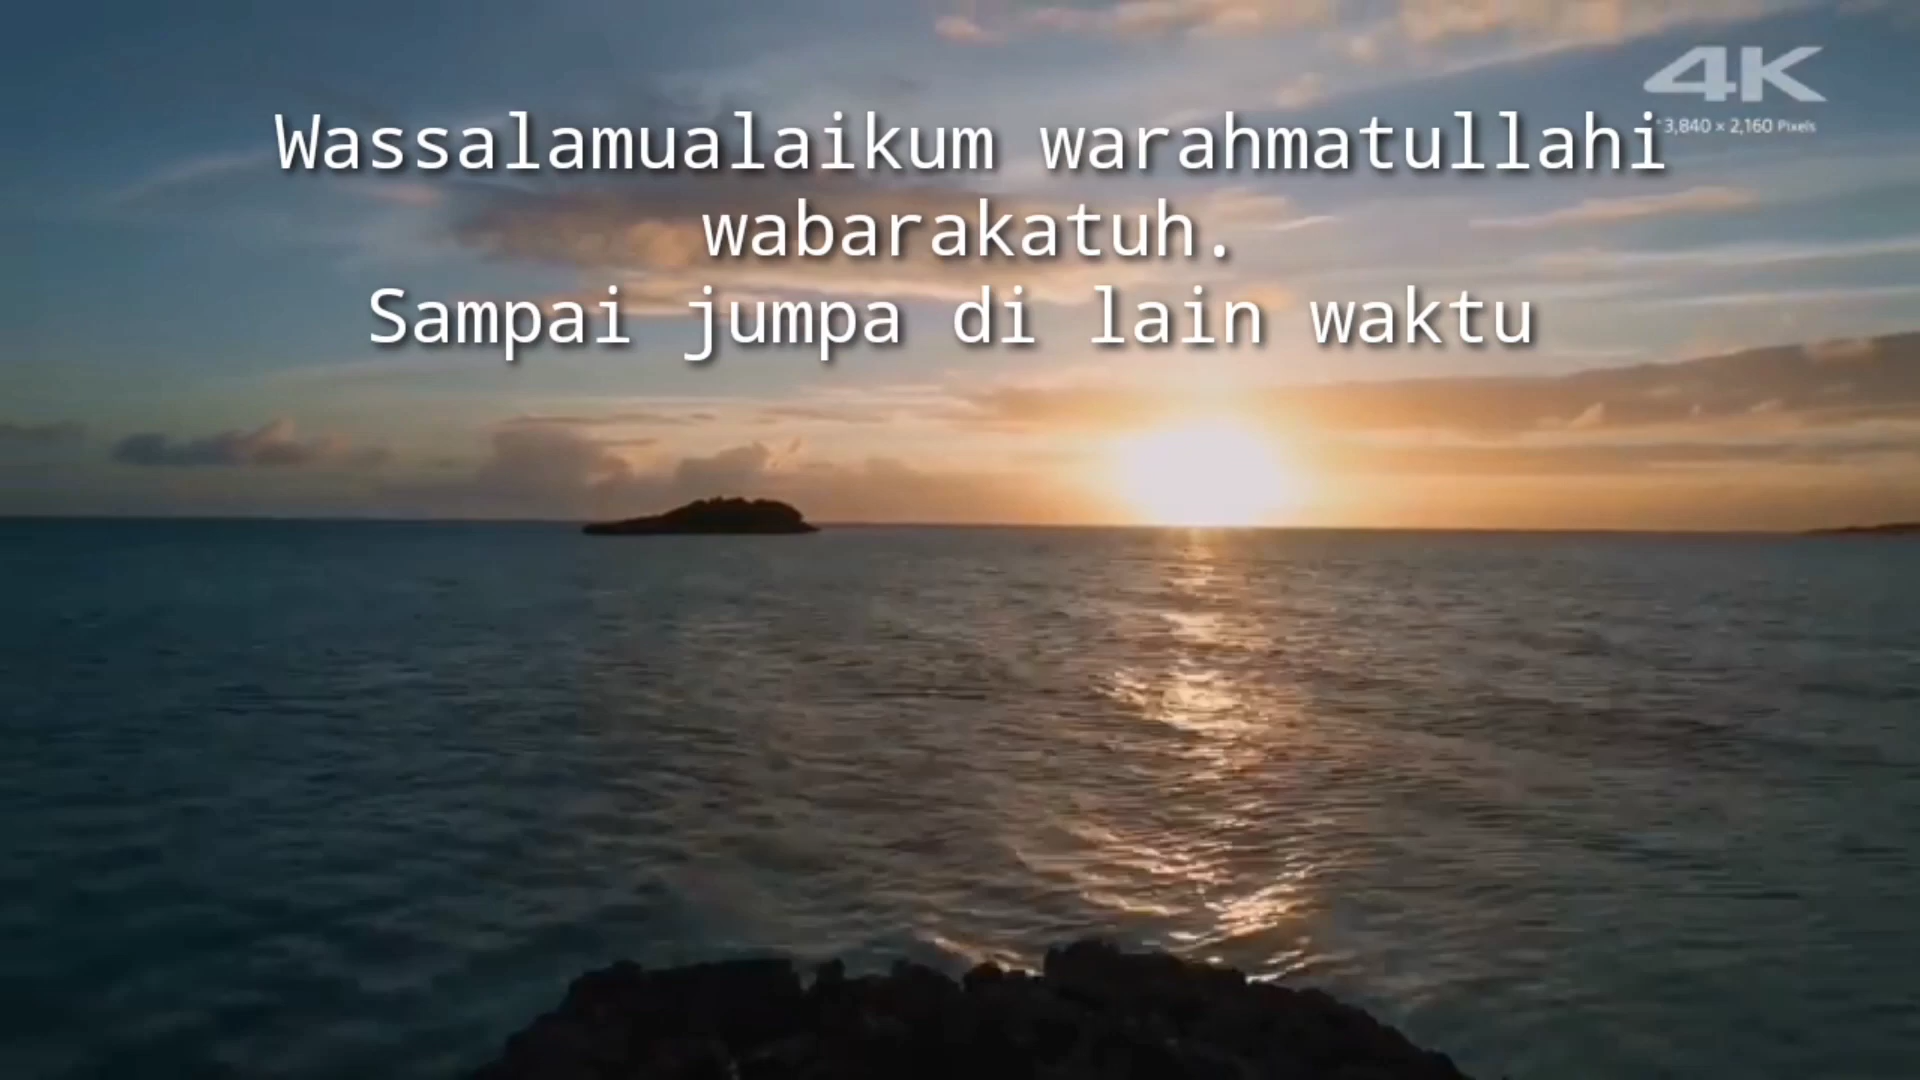 4K
*3,840 × 2,160 Pixels
Wassalamualaikum warahmatullahi
wabarakatuh.
Sampai jumpa di lain waktu